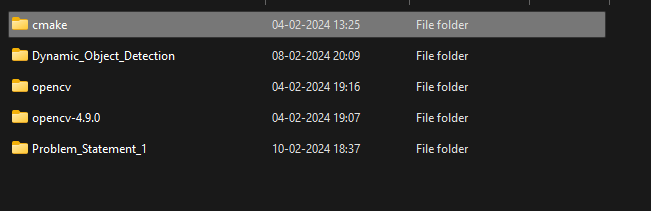 cmake 04-02-2024 13:25 File folder
Dynamic_Object_Detection 08-02-2024 20:09 File folder
opencv 04-02-2024 19:16 File folder
opencv-4.9.0 04-02-2024 19:07 File folder
Problem_Statement_1 10-02-2024 18:37 File folder